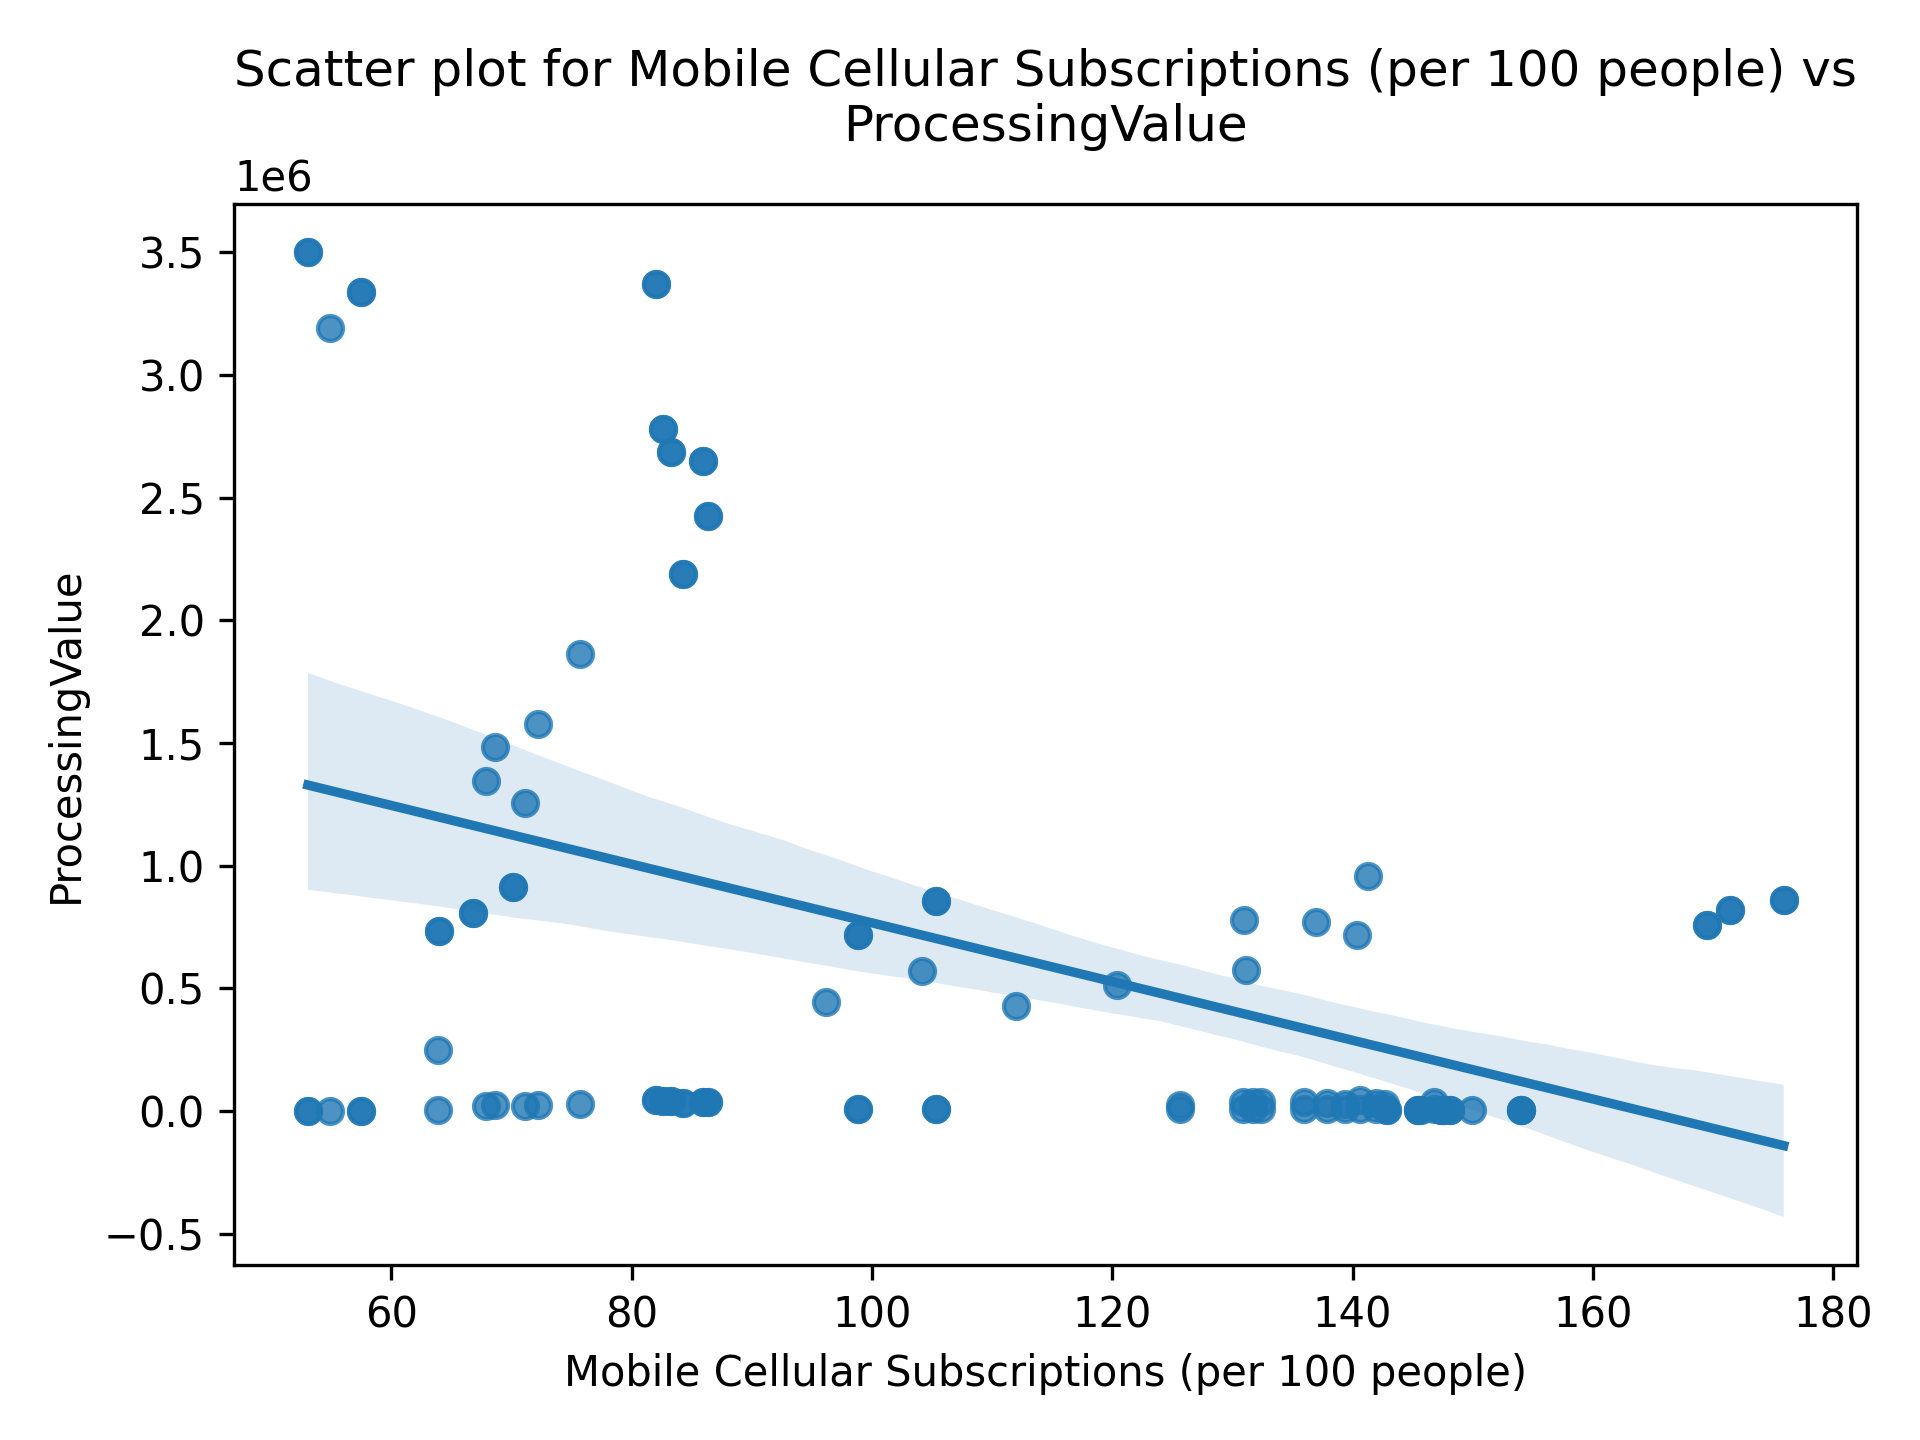 Scatter plot for Mobile Cellular Subscriptions (per 100 people) vs
ProcessingValue
1e6
3.5
3.0
2.5
2.0
1.5
1.0
0.5
0.0
−0.5
ProcessingValue
60 80 100 120 140 160 180
Mobile Cellular Subscriptions (per 100 people)